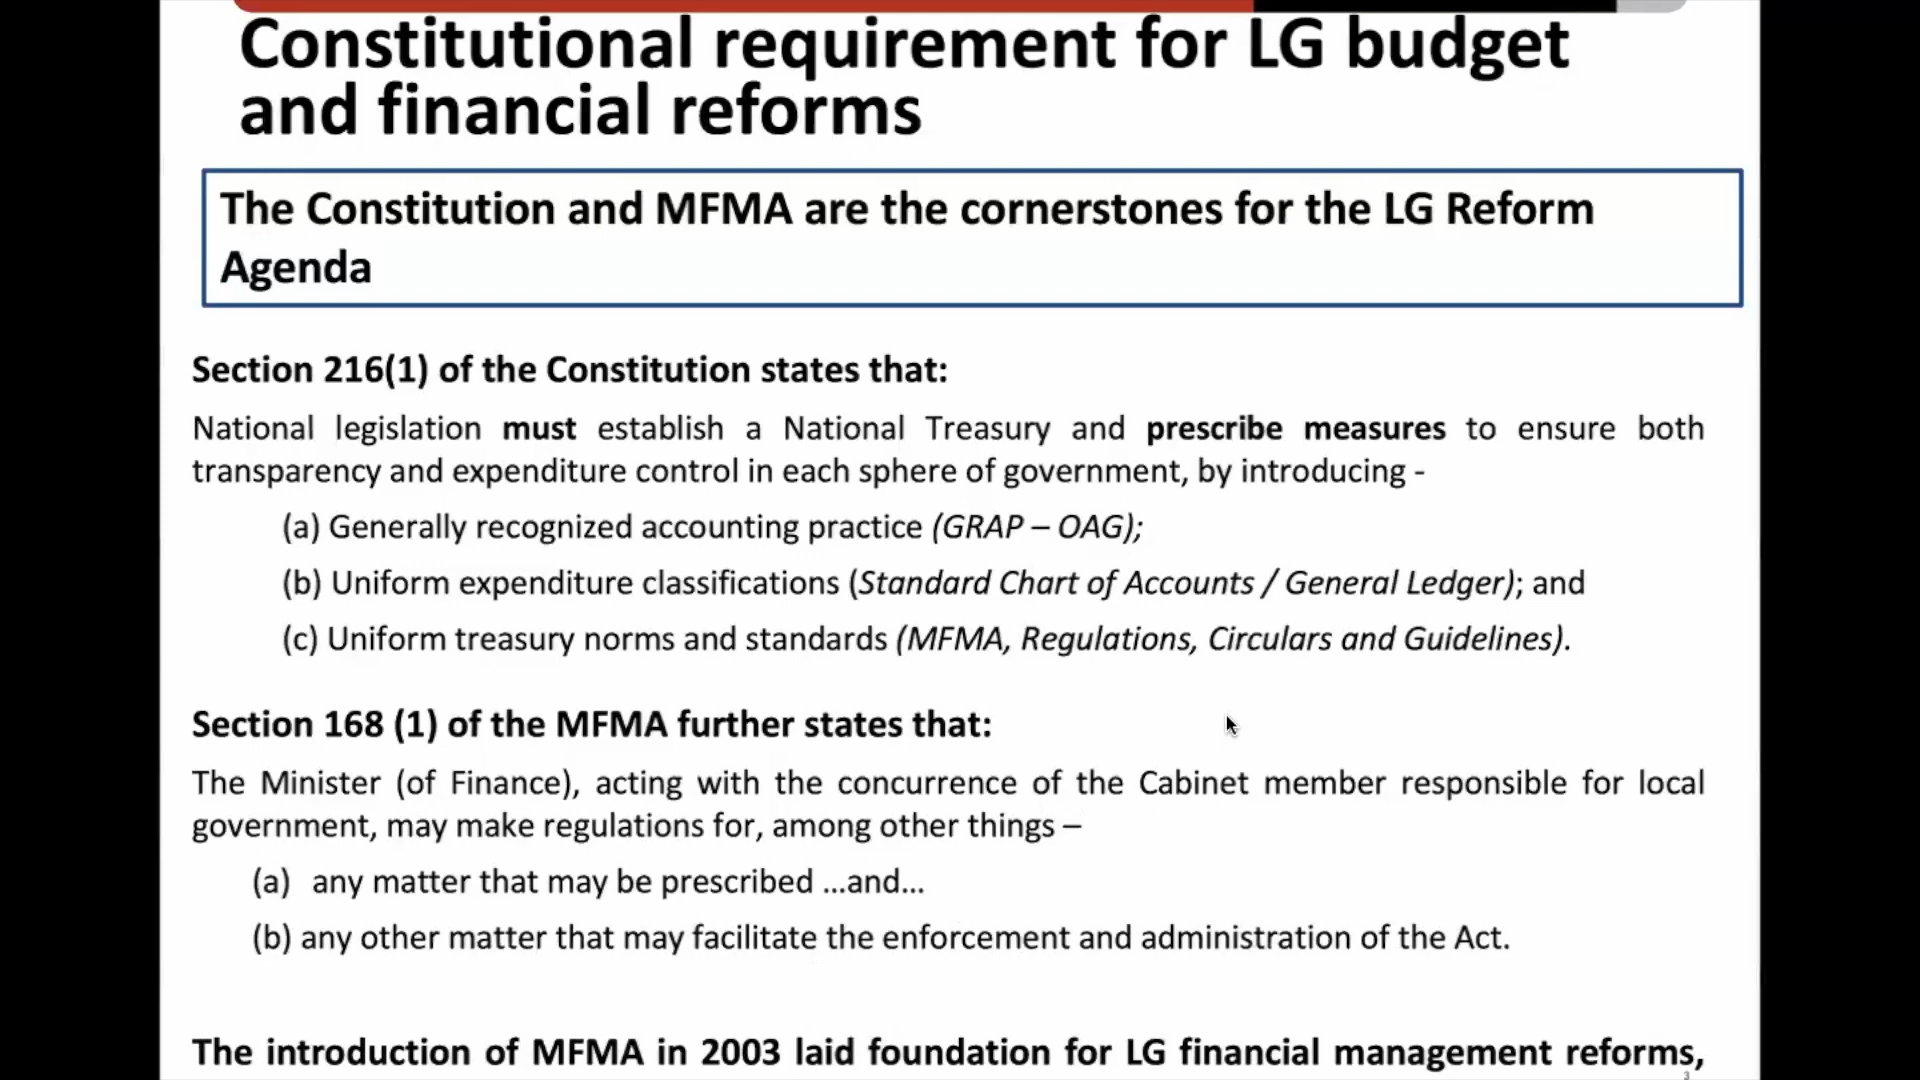 Constitutional requirement for LG budget
and financial reforms
The Constitution and MFMA are the cornerstones for the LG Reform
Agenda
Section 216(1) of the Constitution states that:
National legislation must establish a National Treasury and prescribe measures to ensure both
transparency and expenditure control in each sphere of government, by introducing -
(a) Generally recognized accounting practice (GRAP – OAG);
(b) Uniform expenditure classifications (Standard Chart of Accounts / General Ledger); and
(c) Uniform treasury norms and standards (MFMA, Regulations, Circulars and Guidelines).
Section 168 (1) of the MFMA further states that:
The Minister (of Finance), acting with the concurrence of the Cabinet member responsible for local
government, may make regulations for, among other things –
(a) any matter that may be prescribed …and…
(b) any other matter that may facilitate the enforcement and administration of the Act.
The introduction of MFMA in 2003 laid foundation for LG financial management reforms,
3